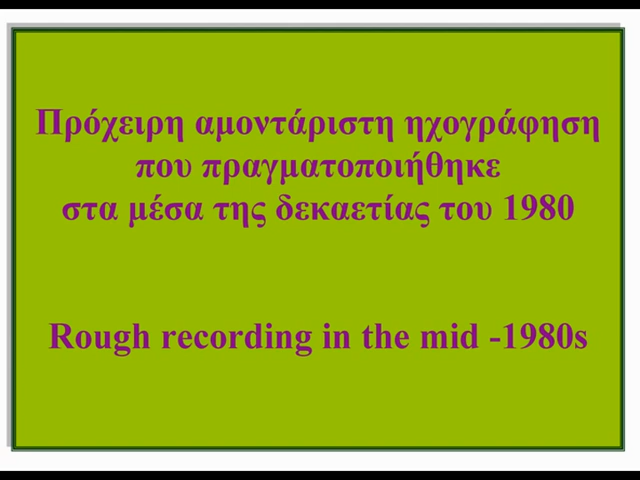 Πρόχειρη αμοντάριστη ηχογράφηση
που πραγματοποιήθηκε
στα μέσα της δεκαετίας του 1980
Rough recording in the mid -1980s